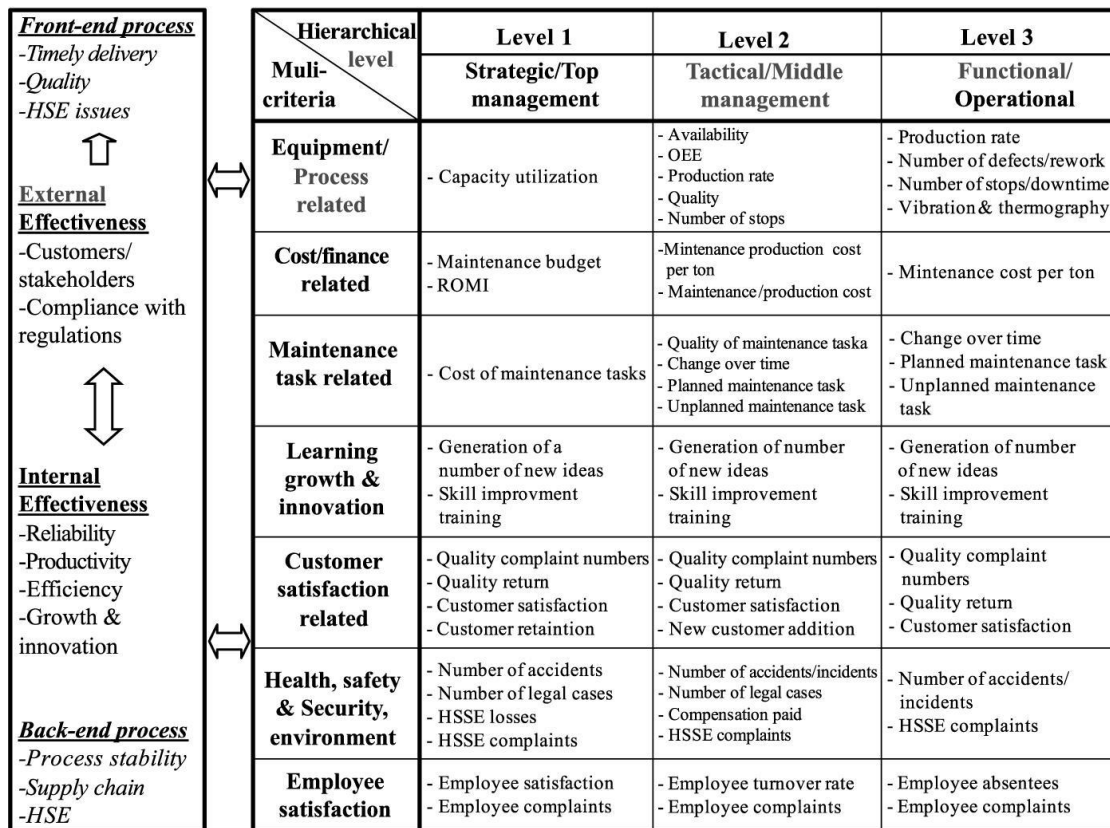 Front-end process
-Timely delivery
-Quality
-HSE issues
External
Effectiveness
-Customers/
stakeholders
-Compliance with
regulations
Internal
Effectiveness
-Reliability
-Productivity
-Efficiency
-Growth &
innovation
Back-end process
-Process stability
-Supply chain
-HSE
Hierarchical
level
Muli-
criteria
Level 1
Level 2
Level 3
Strategic/Top
management
Tactical/Middle
management
Functional/
Operational
Equipment/
Process
related
- Capacity utilization
- Availability
- OEE
- Production rate
- Quality
- Number of stops
- Production rate
- Number of defects/rework
- Number of stops/downtime
- Vibration & thermography
Cost/finance
related
- Maintenance budget
- ROMI
-Mintenance production cost
per ton
- Maintenance/production cost
- Mintenance cost per ton
Maintenance
task related
- Cost of maintenance tasks
- Quality of maintenance taska
- Change over time
- Planned maintenance task
- Unplanned maintenance task
- Change over time
- Planned maintenance task
- Unplanned maintenance
task
Learning
growth &
innovation
- Generation of a
number of new ideas
- Skill improvment
training
- Generation of number
of new ideas
- Skill improvement
training
- Generation of number
of new ideas
- Skill improvement
training
Customer
satisfaction
related
- Quality complaint numbers
- Quality return
- Customer satisfaction
- Customer retaintion
- Quality complaint numbers
- Quality return
- Customer satisfaction
- New customer addition
- Quality complaint
numbers
- Quality return
- Customer satisfaction
Health, safety
& Security,
environment
- Number of accidents
- Number of legal cases
- HSSE losses
- HSSE complaints
- Number of accidents/incidents
- Number of legal cases
- Compensation paid
- HSSE complaints
- Number of accidents/
incidents
- HSSE complaints
Employee
satisfaction
- Employee satisfaction
- Employee complaints
- Employee turnover rate
- Employee complaints
- Employee absentees
- Employee complaints